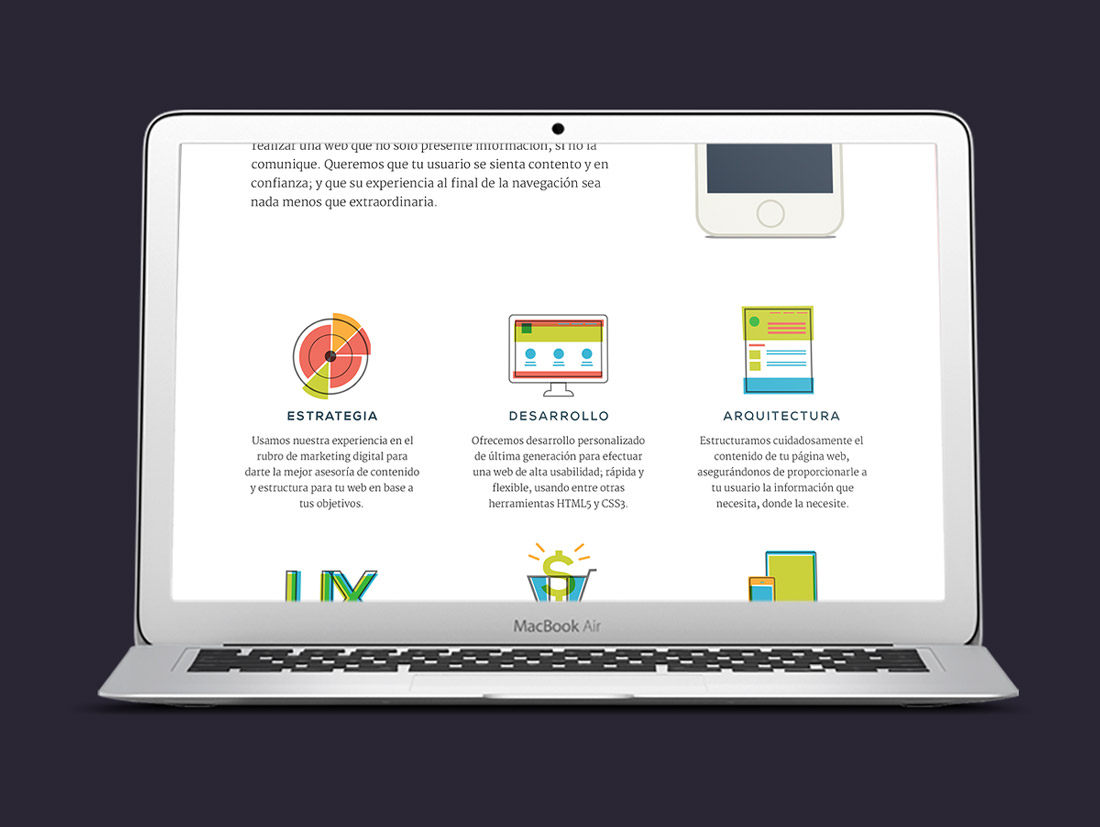 realizar una web que no solo presente información, si no la
comunique. Queremos que tu usuario se sienta contento y en
confianza; y que su experiencia al final de la navegación sea
nada menos que extraordinaria.
ESTRATEGIA
Usamos nuestra experiencia en el
rubro de marketing digital para
darte la mejor asesoría de contenido
y estructura para tu web en base a
tus objetivos.
DESARROLLO
Ofrecemos desarrollo personalizado
de última generación para efectuar
una web de alta usabilidad; rápida y
flexible, usando entre otras
herramientas HTML5 y CSS3.
ARQUITECTURA
Estructuramos cuidadosamente el
contenido de tu página web,
asegurándonos de proporcionarle a
tu usuario la información que
necesita, donda la necesite.
UX
$
MacBook Air